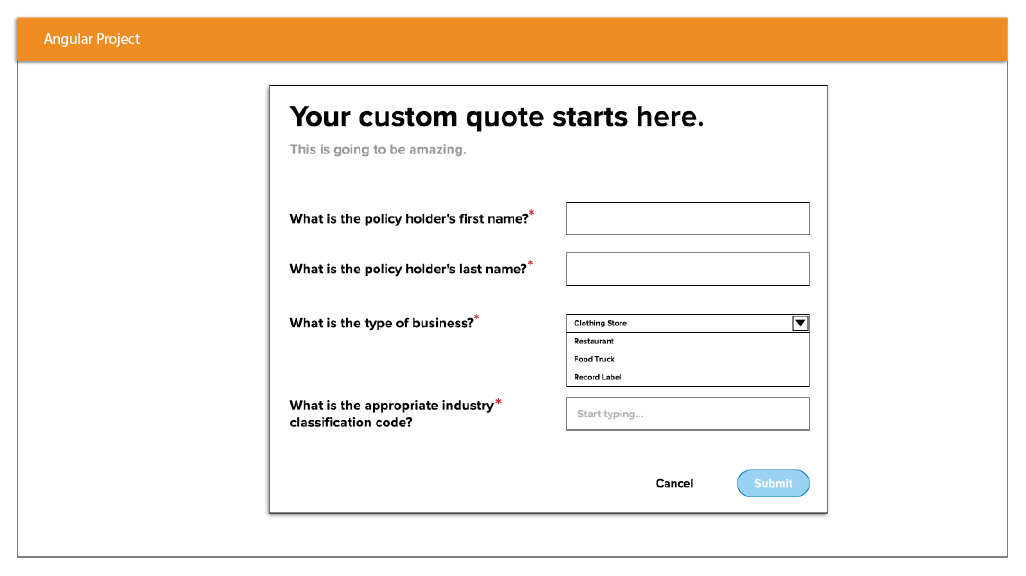 Angular Project
Your custom quote starts here.
This is going to be amazing.
What is the policy holder's first name?*
What is the policy holder's last name?*
What is the type of business?*
Clothing Store
Restaurant
Food Truck
Record Label
What is the appropriate industry*
classification code?
Start typing...
Cancel
Submit